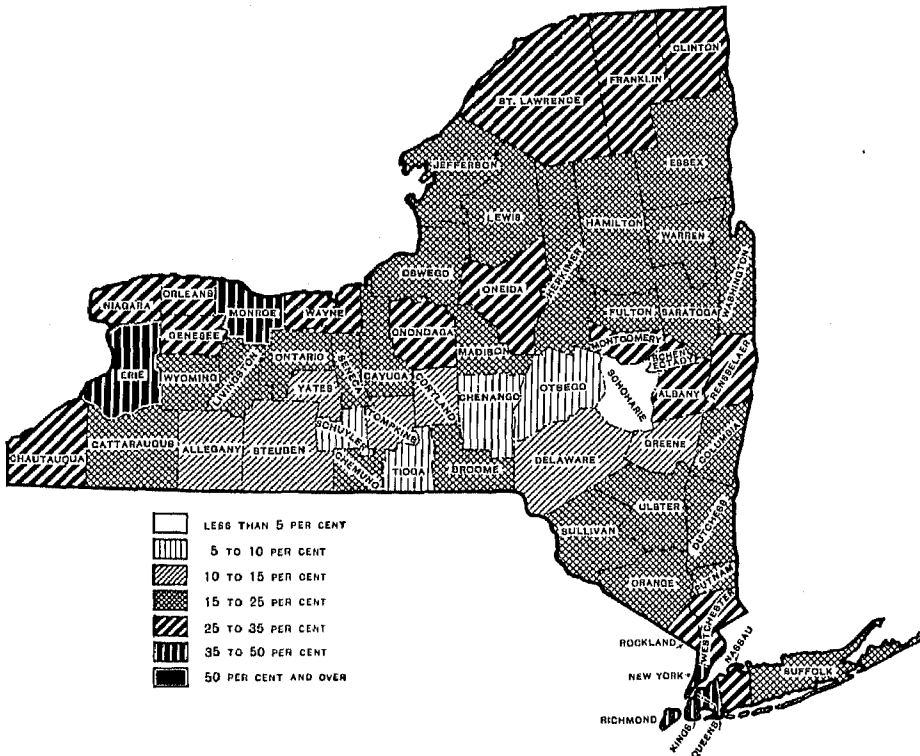 CLINTON
FRANKLIN
ST. LAWRENCE
ESSEX
JEFFERSON
LEWIS
HAMILTON
WARREN
HERKIMER
WASHINGTON
OSWEGO
ONEIDA
NIAGARA
ORLEANS
MONROE
WAYNE
FULTON
SARATOGA
GENESEE
ONONDAGA
MONTGOMERY
MADISON
SCHENECTADY
ONTARIO
SENECA
CAYUGA
ERIE
WYOMING
LIVINGSTON
YATES
CORTLAND
CHENANGO
OTSEGO
SCHOHARIE
ALBANY
RENSSELAER
SCHUYLER
TOMPKINS
CHAUTAUQUA
CATTARAUGUS
ALLEGANY
STEUBEN
CHEMUNG
TIOGA
BROOME
DELAWARE
GREENE
COLUMBIA
ULSTER
DUTCHESS
SULLIVAN
ORANGE
PUTNAM
WESTCHESTER
ROCKLAND
NASSAU
NEW YORK
SUFFOLK
RICHMOND
KINGS
QUEENS
LESS THAN 5 PER CENT
5 TO 10 PER CENT
10 TO 15 PER CENT
15 TO 25 PER CENT
25 TO 35 PER CENT
35 TO 50 PER CENT
50 PER CENT AND OVER